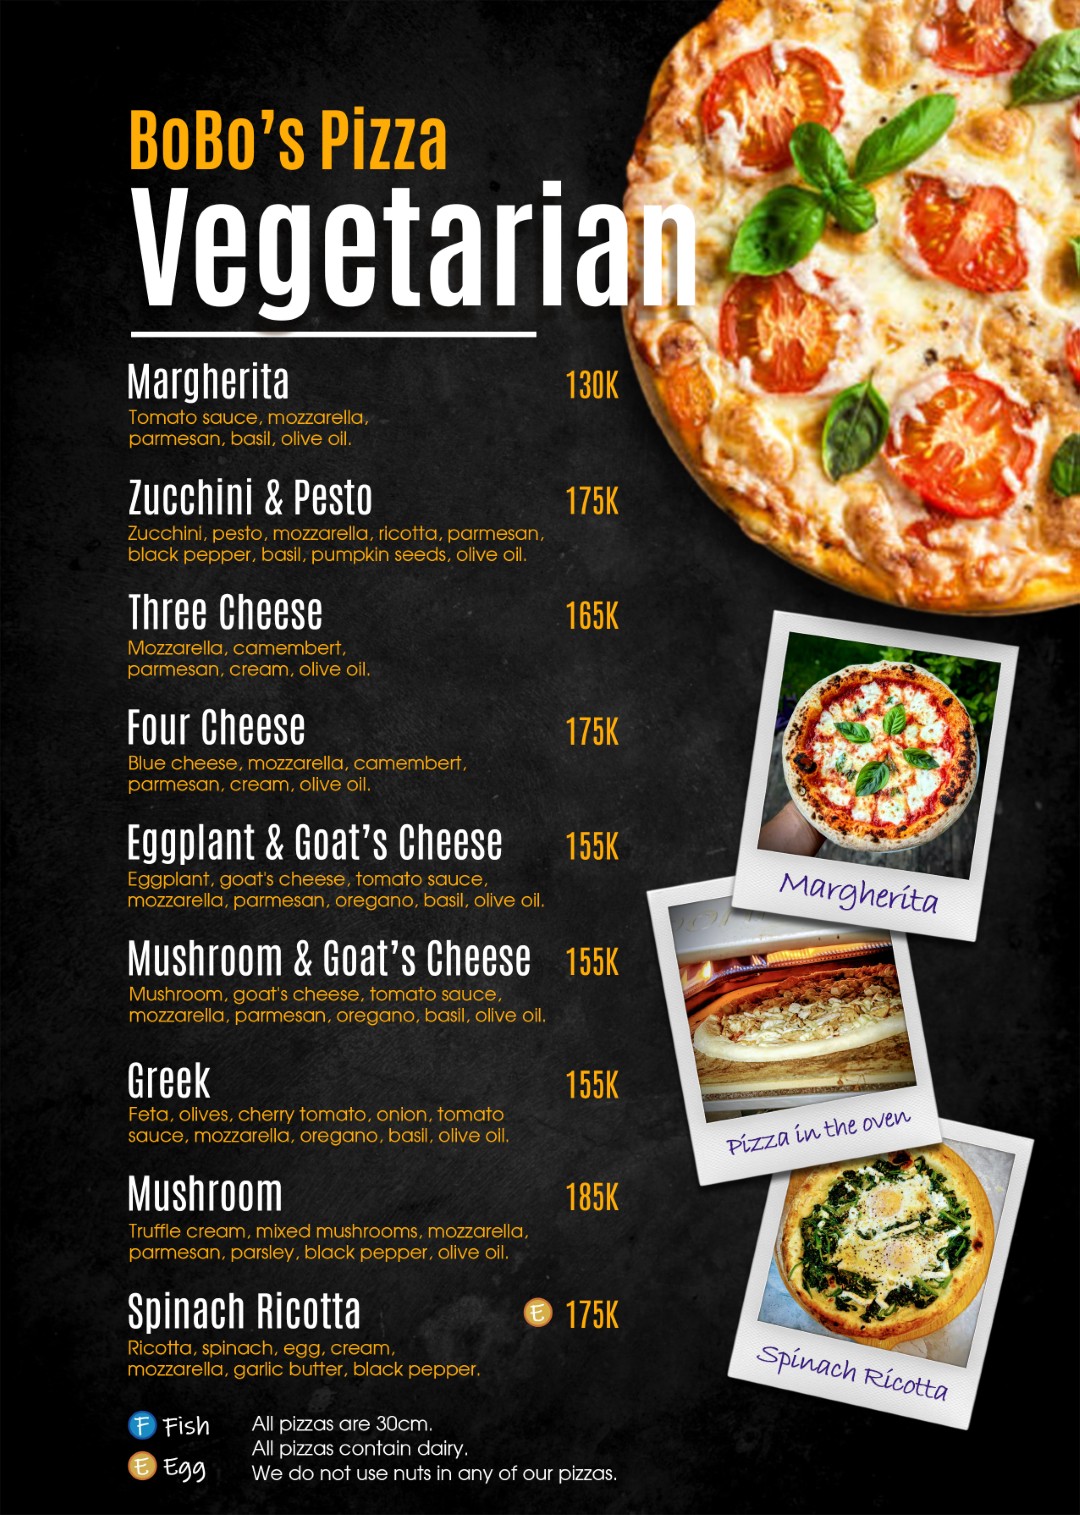 BoBo's Pizza
Vegetarian
Margherita 130K
Tomato sauce, mozzarella,
parmesan, basil, olive oil.
Zucchini & Pesto 175K
Zucchini, pesto, mozzarella, ricotta, parmesan,
black pepper, basil, pumpkin seeds, olive oil.
Three Cheese 165K
Mozzarella, camembert,
parmesan, cream, olive oil.
Four Cheese 175K
Blue cheese, mozzarella, camembert,
parmesan, cream, olive oil.
Eggplant & Goat's Cheese 155K
Eggplant, goat's cheese, tomato sauce,
mozzarella, parmesan, oregano, basil, olive oil.
Mushroom & Goat's Cheese 155K
Mushroom, goat's cheese, tomato sauce,
mozzarella, parmesan, oregano, basil, olive oil.
Greek 155K
Feta, olives, cherry tomato, onion, tomato
sauce, mozzarella, oregano, basil, olive oil.
Mushroom 185K
Truffle cream, mixed mushrooms, mozzarella,
parmesan, parsley, black pepper, olive oil.
Spinach Ricotta E 175K
Ricotta, spinach, egg, cream,
mozzarella, garlic butter, black pepper.
F Fish
E Egg
All pizzas are 30cm.
All pizzas contain dairy.
We do not use nuts in any of our pizzas.
Margherita
Pizza in the oven
Spinach Ricotta